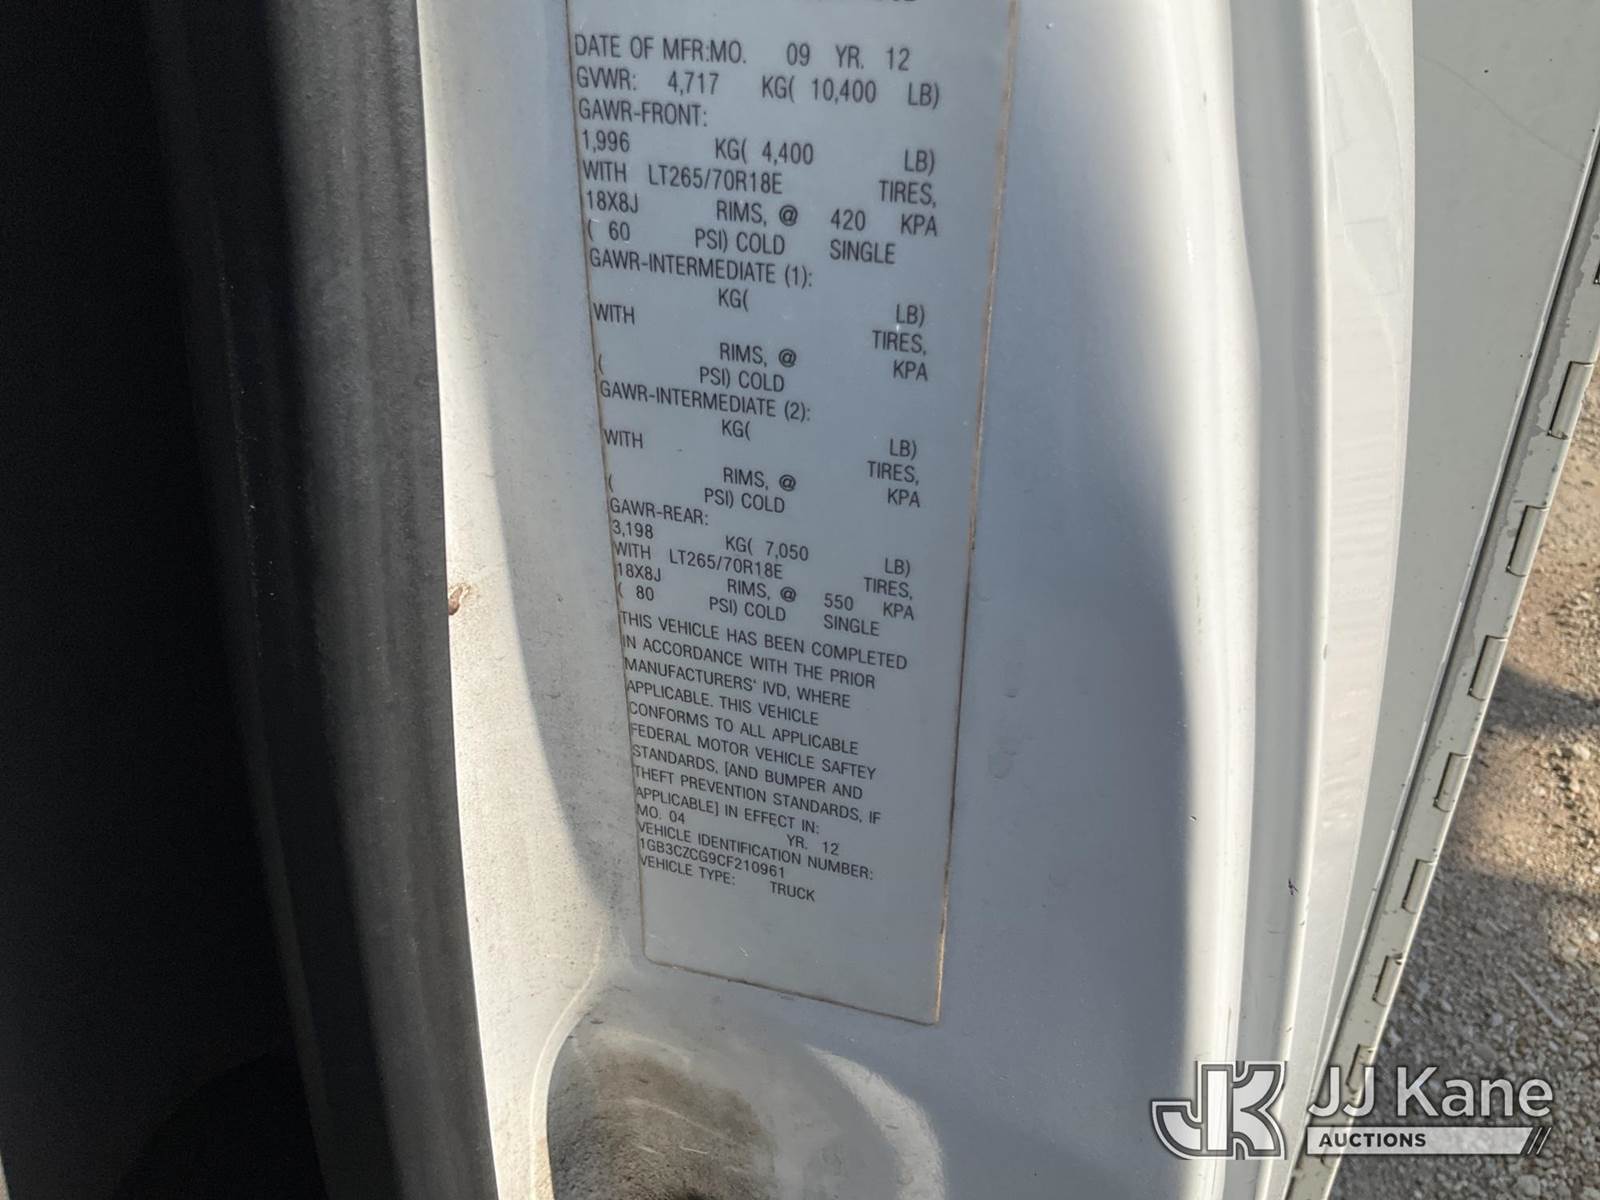 DATE OF MFR:MO. 09 YR. 12
GVWR: 4,717 KG( 10,400 LB)
GAWR-FRONT:
1,996 KG( 4,400 LB)
WITH LT265/70R18E TIRES,
18X8J RIMS, @ 420 KPA
( 60 PSI) COLD SINGLE
GAWR-INTERMEDIATE (1):
KG( LB)
WITH TIRES,
RIMS, @ KPA
( PSI) COLD
GAWR-INTERMEDIATE (2):
KG( LB)
WITH TIRES,
RIMS, @ KPA
( PSI) COLD
GAWR-REAR:
3,198 KG( 7,050 LB)
WITH LT265/70R18E TIRES,
18X8J RIMS, @ 550 KPA
( 80 PSI) COLD SINGLE
THIS VEHICLE HAS BEEN COMPLETED
IN ACCORDANCE WITH THE PRIOR
MANUFACTURERS' IVD, WHERE
APPLICABLE. THIS VEHICLE
CONFORMS TO ALL APPLICABLE
FEDERAL MOTOR VEHICLE SAFTEY
STANDARDS, [AND BUMPER AND
THEFT PREVENTION STANDARDS, IF
APPLICABLE] IN EFFECT IN:
MO. 04 YR. 12
VEHICLE IDENTIFICATION NUMBER:
1GB3CZCG9CF210961
VEHICLE TYPE: TRUCK
JK JJ Kane
AUCTIONS